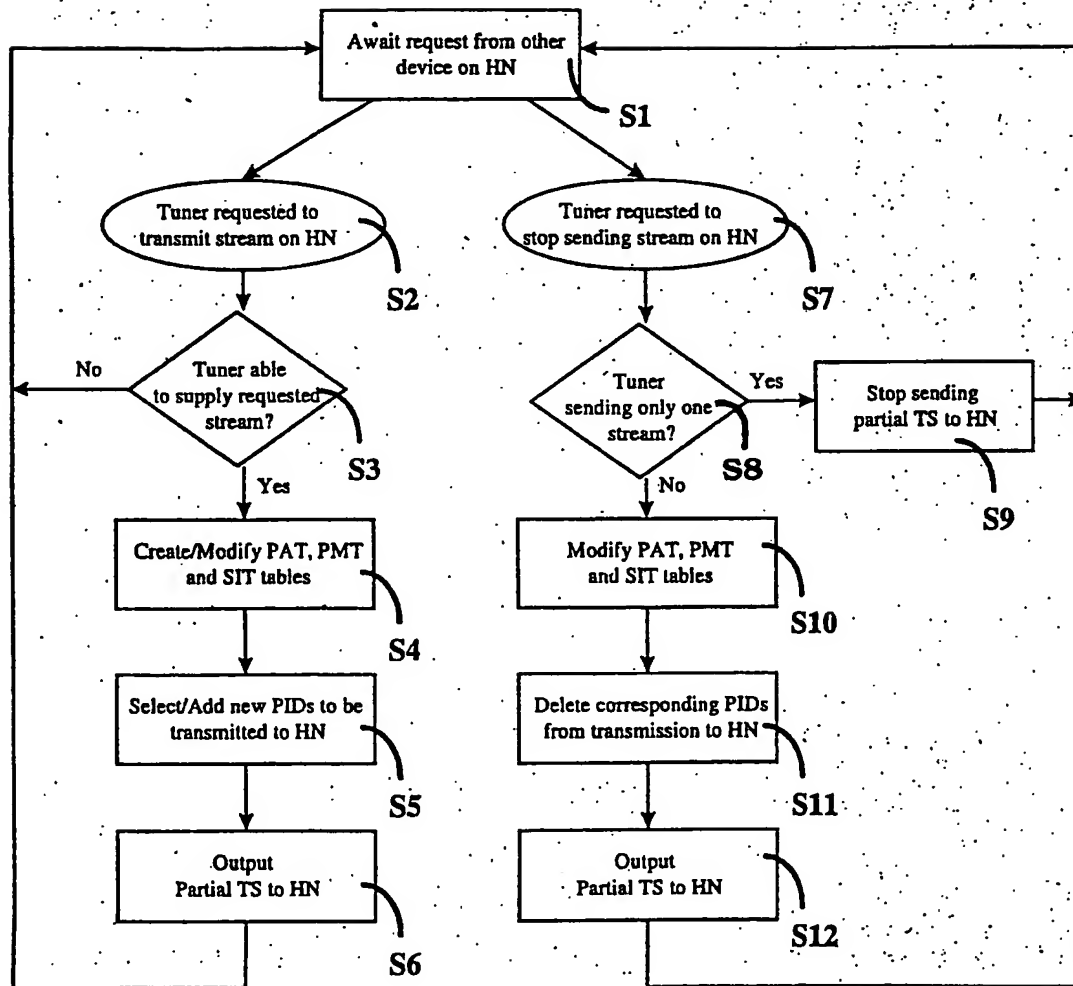 Await request from other
device on HN
S1
Tuner requested to
transmit stream on HN
S2
Tuner requested to
stop sending stream on HN
S7
No
Tuner able
to supply requested
stream?
S3
Yes
Tuner
sending only one
stream?
S8
Yes
No
Stop sending
partial TS to HN
S9
Create/Modify PAT, PMT
and SIT tables
S4
Modify PAT, PMT
and SIT tables
S10
Select/Add new PIDs to be
transmitted to HN
S5
Delete corresponding PIDs
from transmission to HN
S11
Output
Partial TS to HN
S6
Output
Partial TS to HN
S12